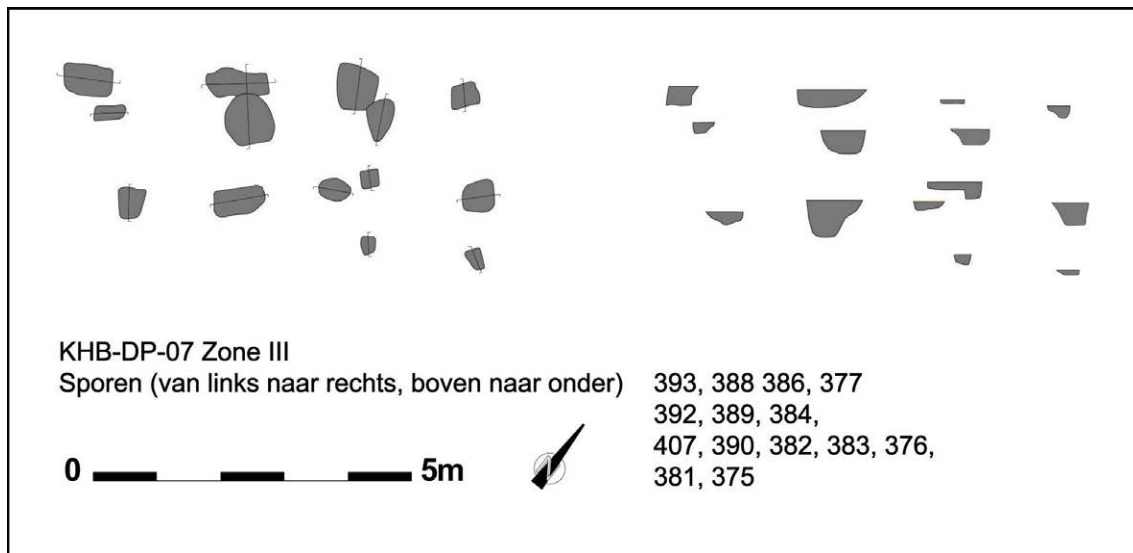 KHB-DP-07 Zone III
Sporen (van links naar rechts, boven naar onder) 393, 388 386, 377
392, 389, 384,
407, 390, 382, 383, 376,
381, 375
0 5m